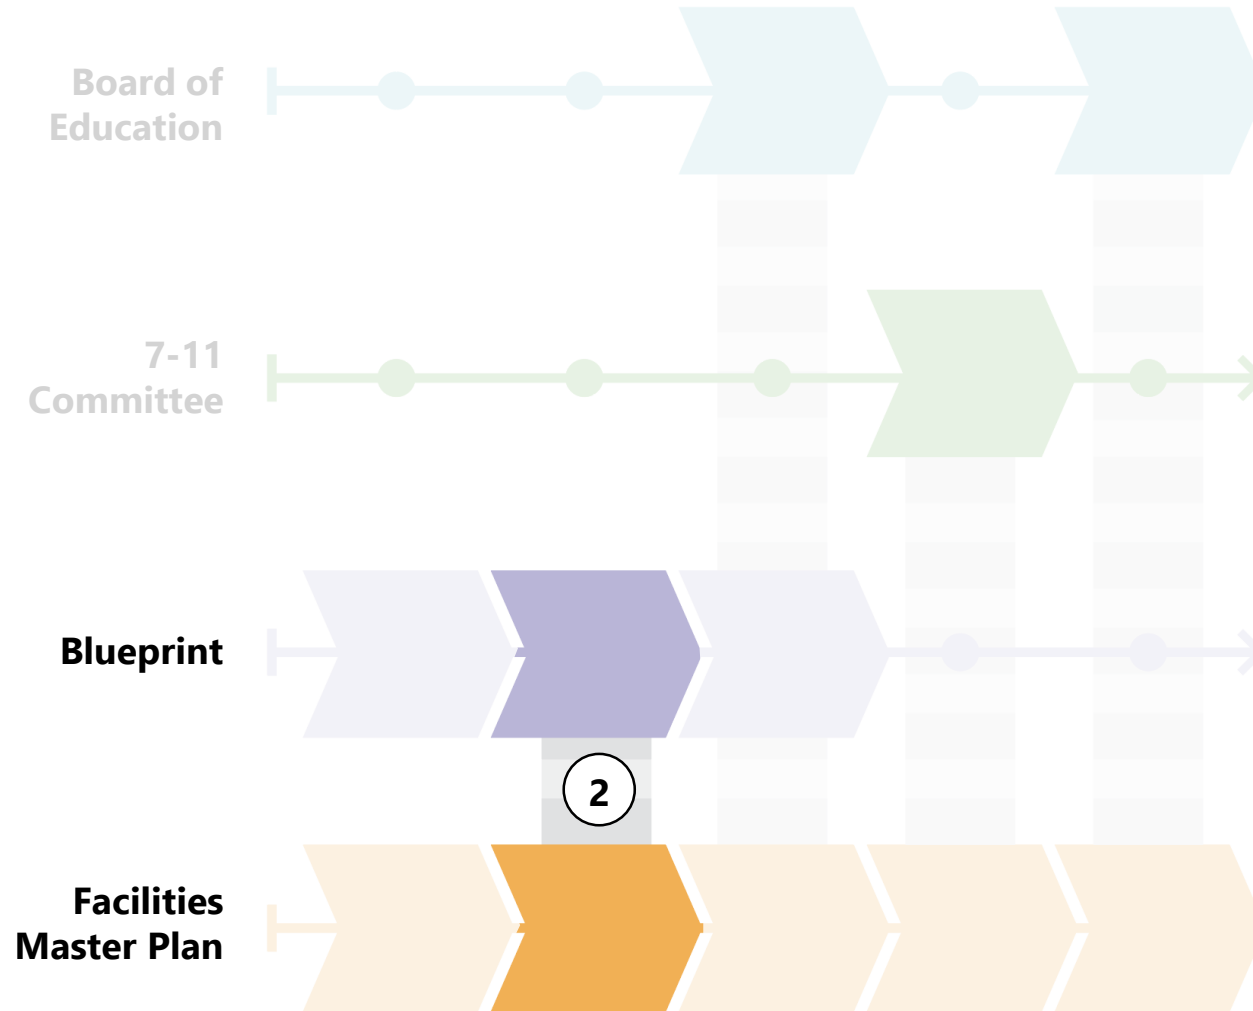 Board of
Education
7-11
Committee
Blueprint
2
Facilities
Master Plan